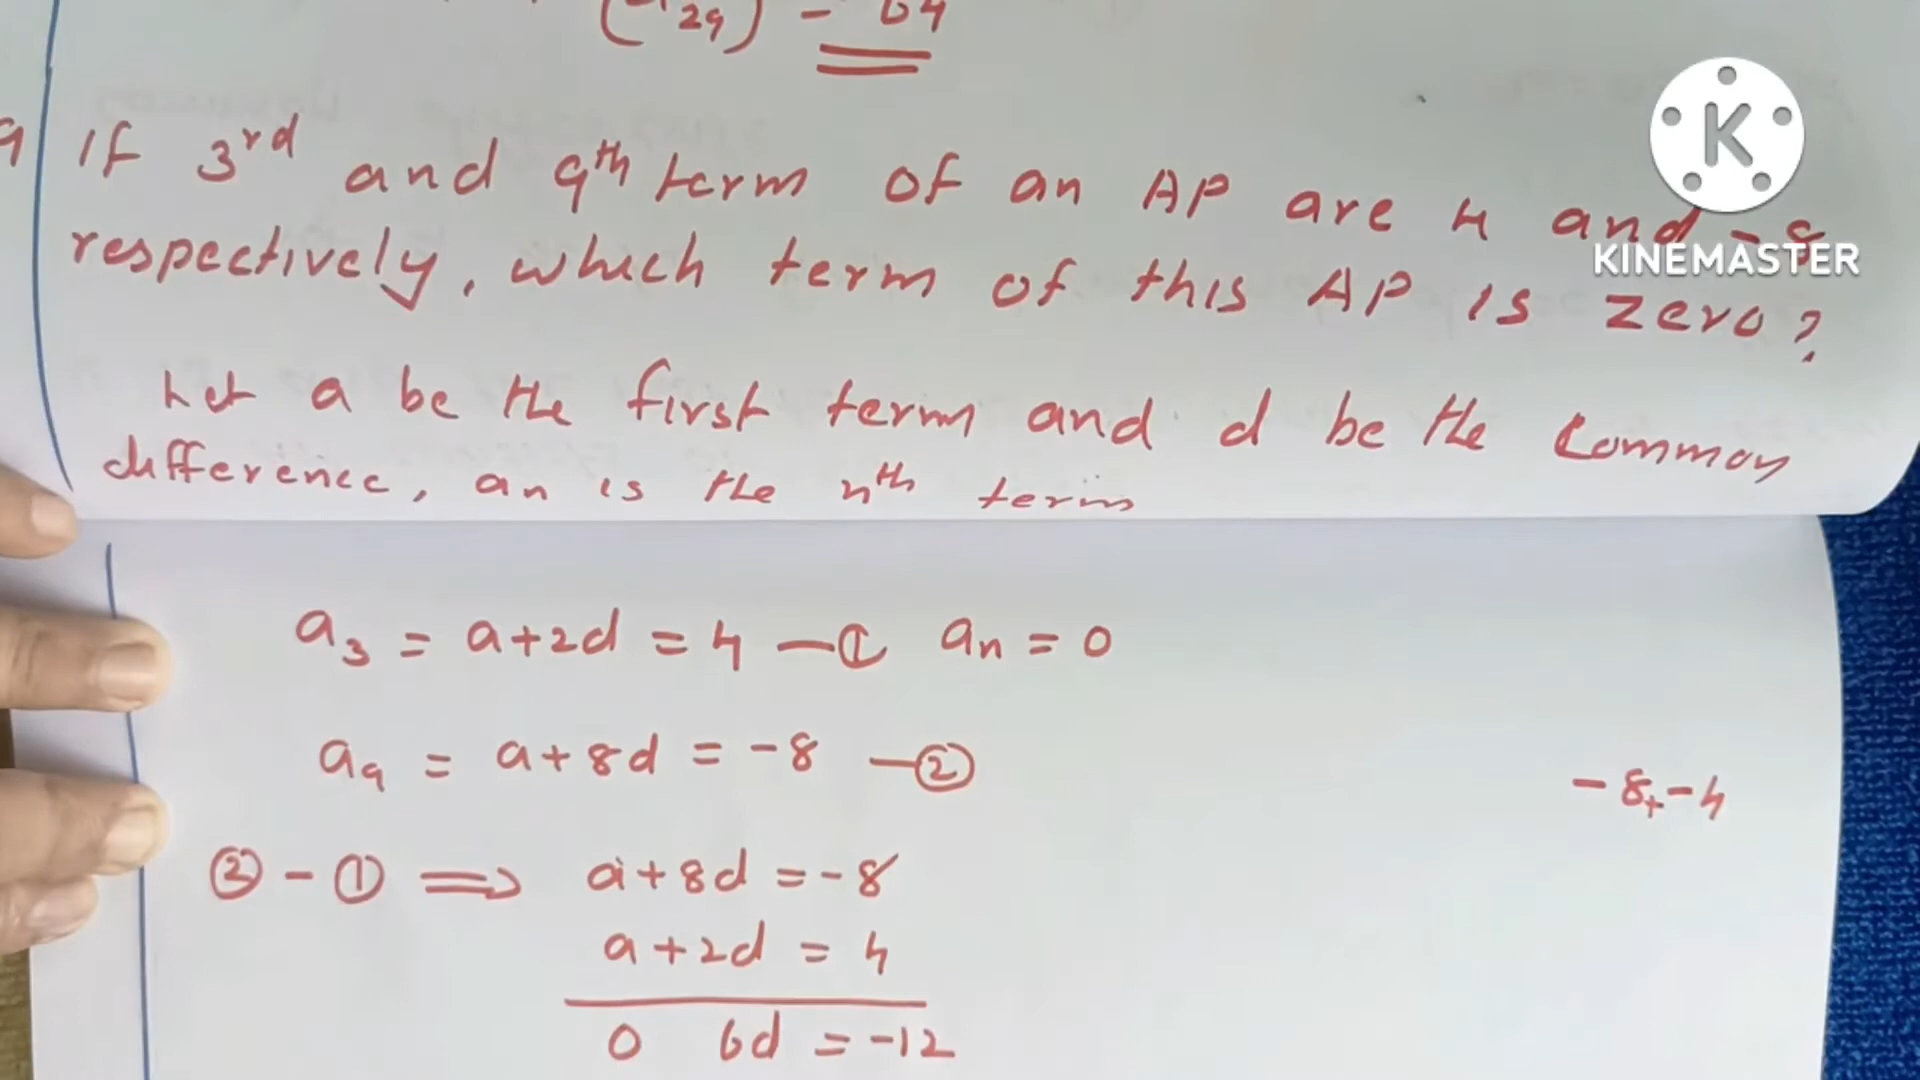 29) - 64
9 If 3rd and 9th term of an AP are 4 and -8
respectively, which term of this AP is zero?
Let a be the first term and d be the common
difference, an is the nth term
a3 = a+2d = 4 —① an = 0
a9 = a+8d = -8 —②
-8+-4
② - ① ⟹ a+8d = -8
a+2d = 4
0 6d = -12
K
KINEMASTER